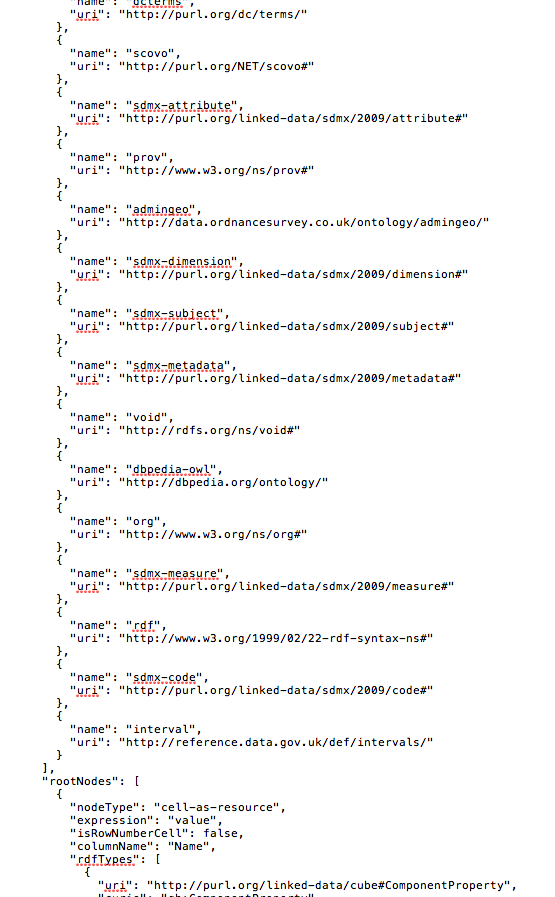 "name": "dcterms",
"uri": "http://purl.org/dc/terms/"
},
{
"name": "scovo",
"uri": "http://purl.org/NET/scovo#"
},
{
"name": "sdmx-attribute",
"uri": "http://purl.org/linked-data/sdmx/2009/attribute#"
},
{
"name": "prov",
"uri": "http://www.w3.org/ns/prov#"
},
{
"name": "admingeo",
"uri": "http://data.ordnancesurvey.co.uk/ontology/admingeo/"
},
{
"name": "sdmx-dimension",
"uri": "http://purl.org/linked-data/sdmx/2009/dimension#"
},
{
"name": "sdmx-subject",
"uri": "http://purl.org/linked-data/sdmx/2009/subject#"
},
{
"name": "sdmx-metadata",
"uri": "http://purl.org/linked-data/sdmx/2009/metadata#"
},
{
"name": "void",
"uri": "http://rdfs.org/ns/void#"
},
{
"name": "dbpedia-owl",
"uri": "http://dbpedia.org/ontology/"
},
{
"name": "org",
"uri": "http://www.w3.org/ns/org#"
},
{
"name": "sdmx-measure",
"uri": "http://purl.org/linked-data/sdmx/2009/measure#"
},
{
"name": "rdf",
"uri": "http://www.w3.org/1999/02/22-rdf-syntax-ns#"
},
{
"name": "sdmx-code",
"uri": "http://purl.org/linked-data/sdmx/2009/code#"
},
{
"name": "interval",
"uri": "http://reference.data.gov.uk/def/intervals/"
}
],
"rootNodes": [
{
"nodeType": "cell-as-resource",
"expression": "value",
"isRowNumberCell": false,
"columnName": "Name",
"rdfTypes": [
{
"uri": "http://purl.org/linked-data/cube#ComponentProperty",